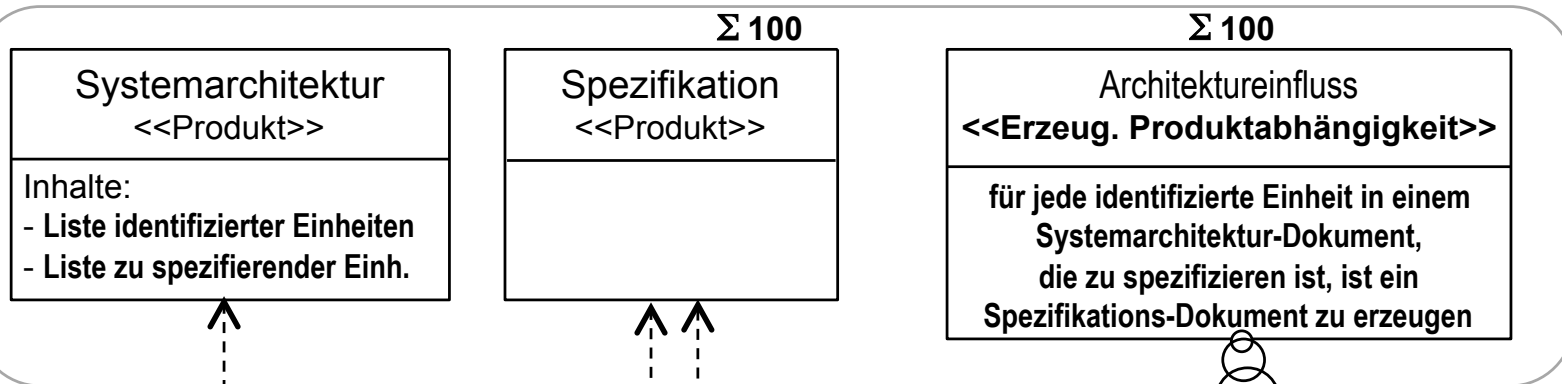 Σ 100
Σ 100
Systemarchitektur
<<Produkt>>
Inhalte:
- Liste identifizierter Einheiten
- Liste zu spezifierender Einh.
Spezifikation
<<Produkt>>
Architektureinfluss
<<Erzeug. Produktabhängigkeit>>
für jede identifizierte Einheit in einem
Systemarchitektur-Dokument,
die zu spezifizieren ist, ist ein
Spezifikations-Dokument zu erzeugen